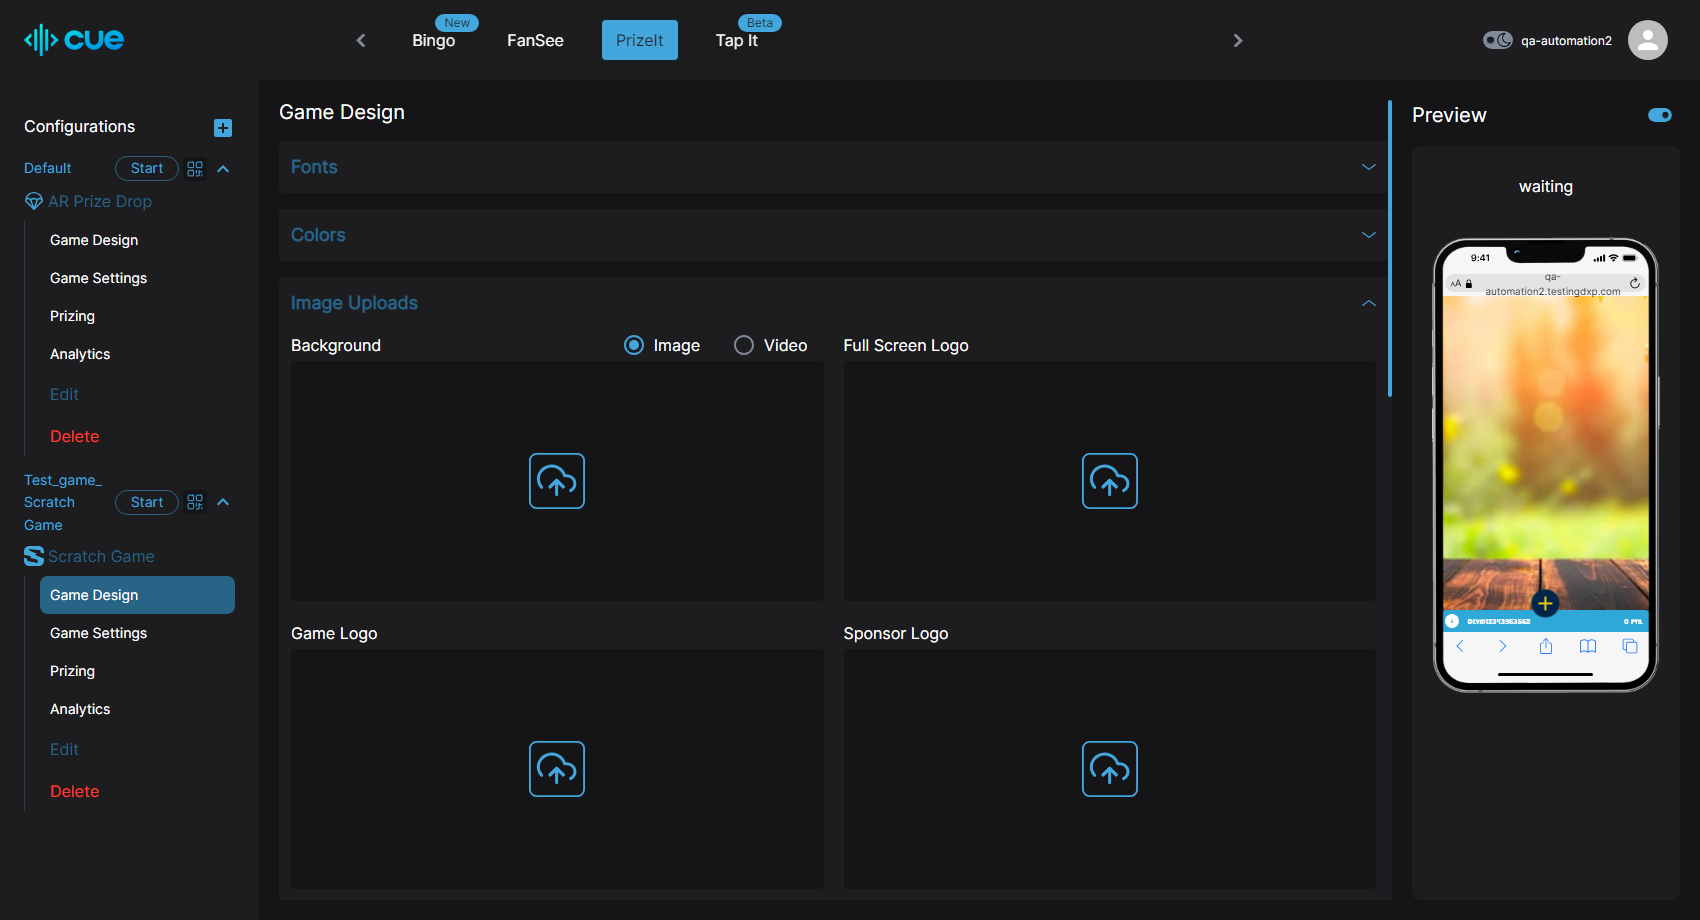 cue
New
Beta
Bingo
FanSee
PrizeIt
Tap It
qa-automation2
Configurations
Default
Start
AR Prize Drop
Game Design
Game Settings
Prizing
Analytics
Edit
Delete
Test_game_
Scratch
Game
Start
Scratch Game
Game Design
Game Settings
Prizing
Analytics
Edit
Delete
Game Design
Fonts
Colors
Image Uploads
Background
Image
Video
Full Screen Logo
Game Logo
Sponsor Logo
Preview
waiting
9:41
AA
qa-
automation2.testingdxp.com
0 PTS.